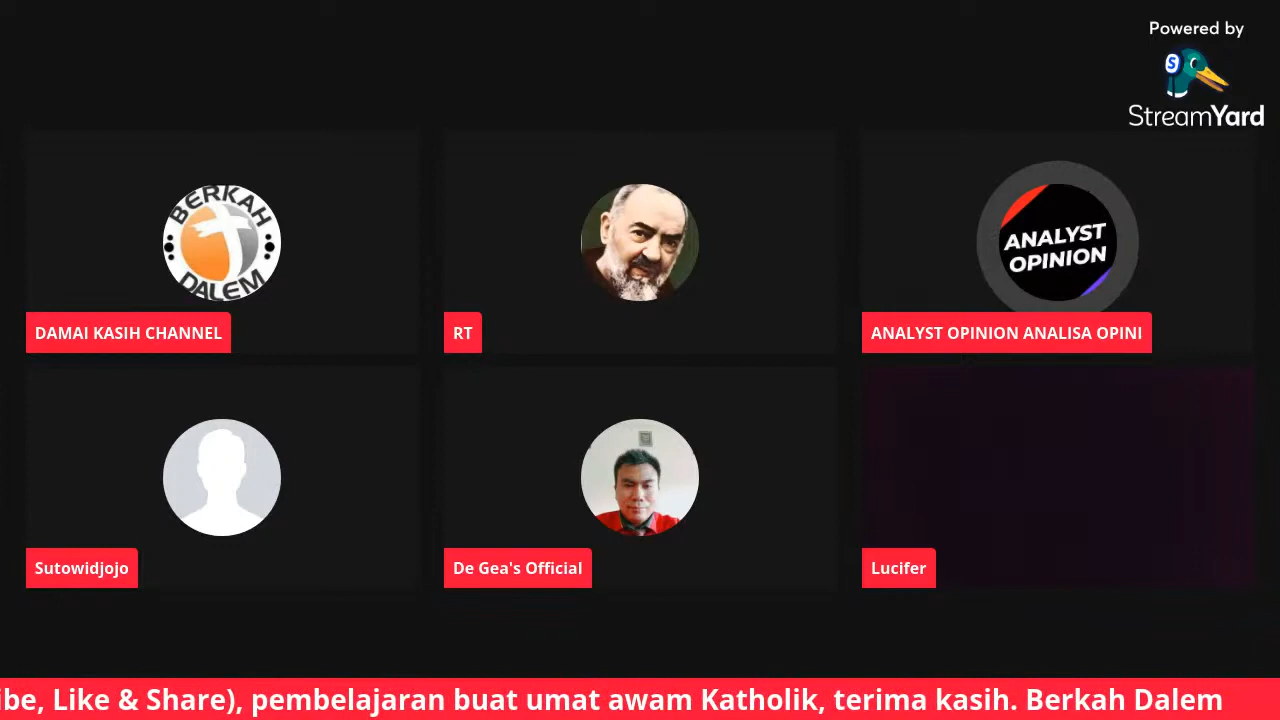 Powered by
S
StreamYard
BERKAH
DALEM
DAMAI KASIH CHANNEL
RT
ANALYST
OPINION
ANALYST OPINION ANALISA OPINI
Sutowidjojo
De Gea's Official
Lucifer
ibe, Like & Share), pembelajaran buat umat awam Katholik, terima kasih. Berkah Dalem